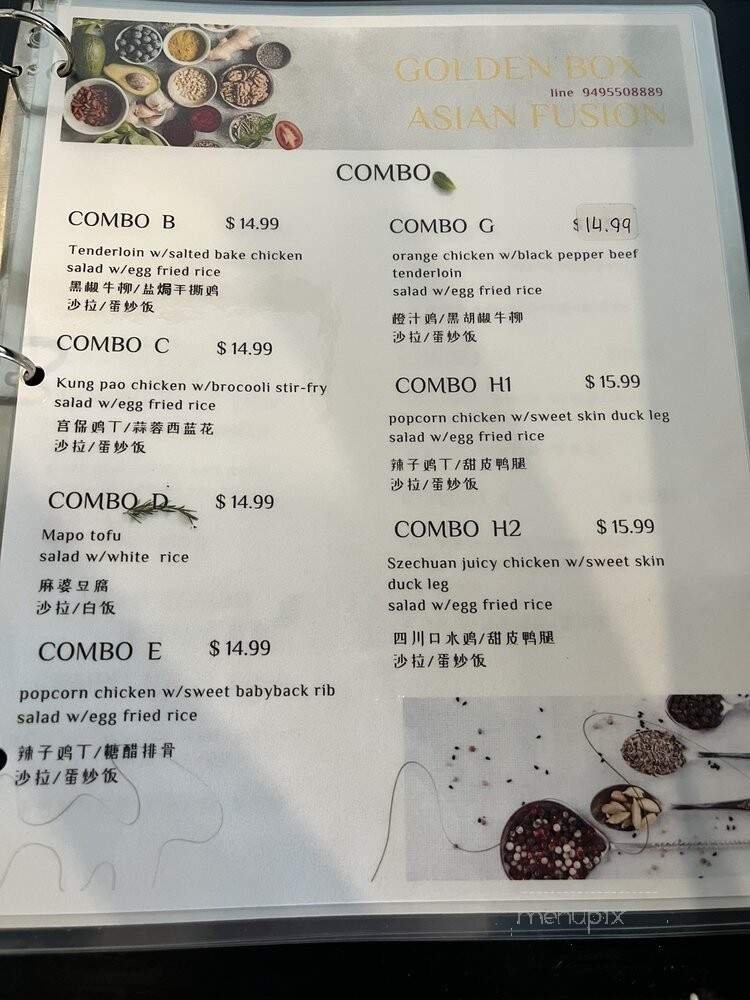 GOLDEN BOX
line 9495508889
ASIAN FUSION
COMBO
COMBO B $ 14.99
Tenderloin w/salted bake chicken
salad w/egg fried rice
黑椒牛柳/盐焗手撕鸡
沙拉/蛋炒饭
COMBO C $ 14.99
Kung pao chicken w/brocooli stir-fry
salad w/egg fried rice
宫保鸡丁/蒜蓉西蓝花
沙拉/蛋炒饭
COMBO D $ 14.99
Mapo tofu
salad w/white rice
麻婆豆腐
沙拉/白饭
COMBO E $ 14.99
popcorn chicken w/sweet babyback rib
salad w/egg fried rice
辣子鸡丁/糖醋排骨
沙拉/蛋炒饭
COMBO G $ 14.99
orange chicken w/black pepper beef
tenderloin
salad w/egg fried rice
橙汁鸡/黑胡椒牛柳
沙拉/蛋炒饭
COMBO H1 $ 15.99
popcorn chicken w/sweet skin duck leg
salad w/egg fried rice
辣子鸡丁/甜皮鸭腿
沙拉/蛋炒饭
COMBO H2 $ 15.99
Szechuan juicy chicken w/sweet skin
duck leg
salad w/egg fried rice
四川口水鸡/甜皮鸭腿
沙拉/蛋炒饭
menupix